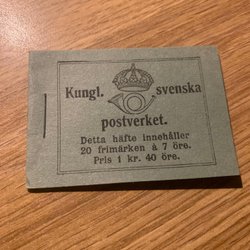 Kungl. svenska
postverket.
Detta häfte innehåller
20 frimärken à 7 öre.
Pris 1 kr. 40 öre.